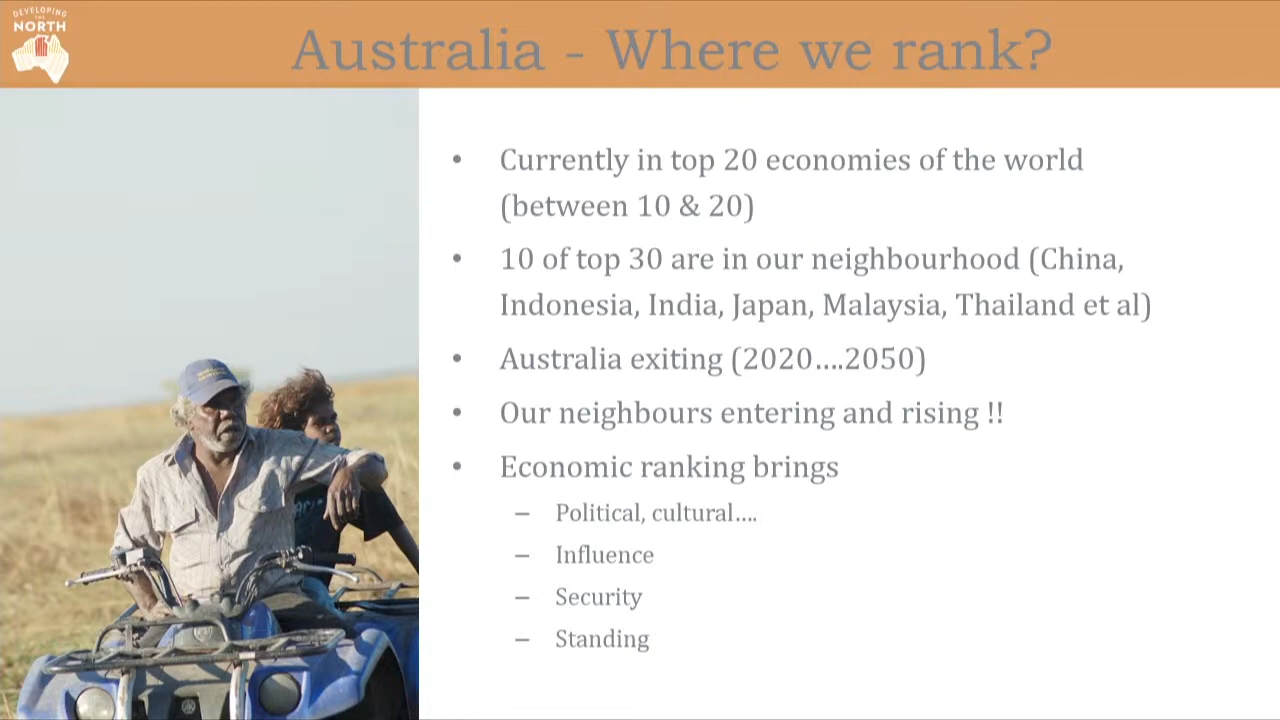 DEVELOPING
THE
NORTH
Australia - Where we rank?
• Currently in top 20 economies of the world
(between 10 & 20)
• 10 of top 30 are in our neighbourhood (China,
Indonesia, India, Japan, Malaysia, Thailand et al)
• Australia exiting (2020....2050)
• Our neighbours entering and rising !!
• Economic ranking brings
– Political, cultural....
– Influence
– Security
– Standing